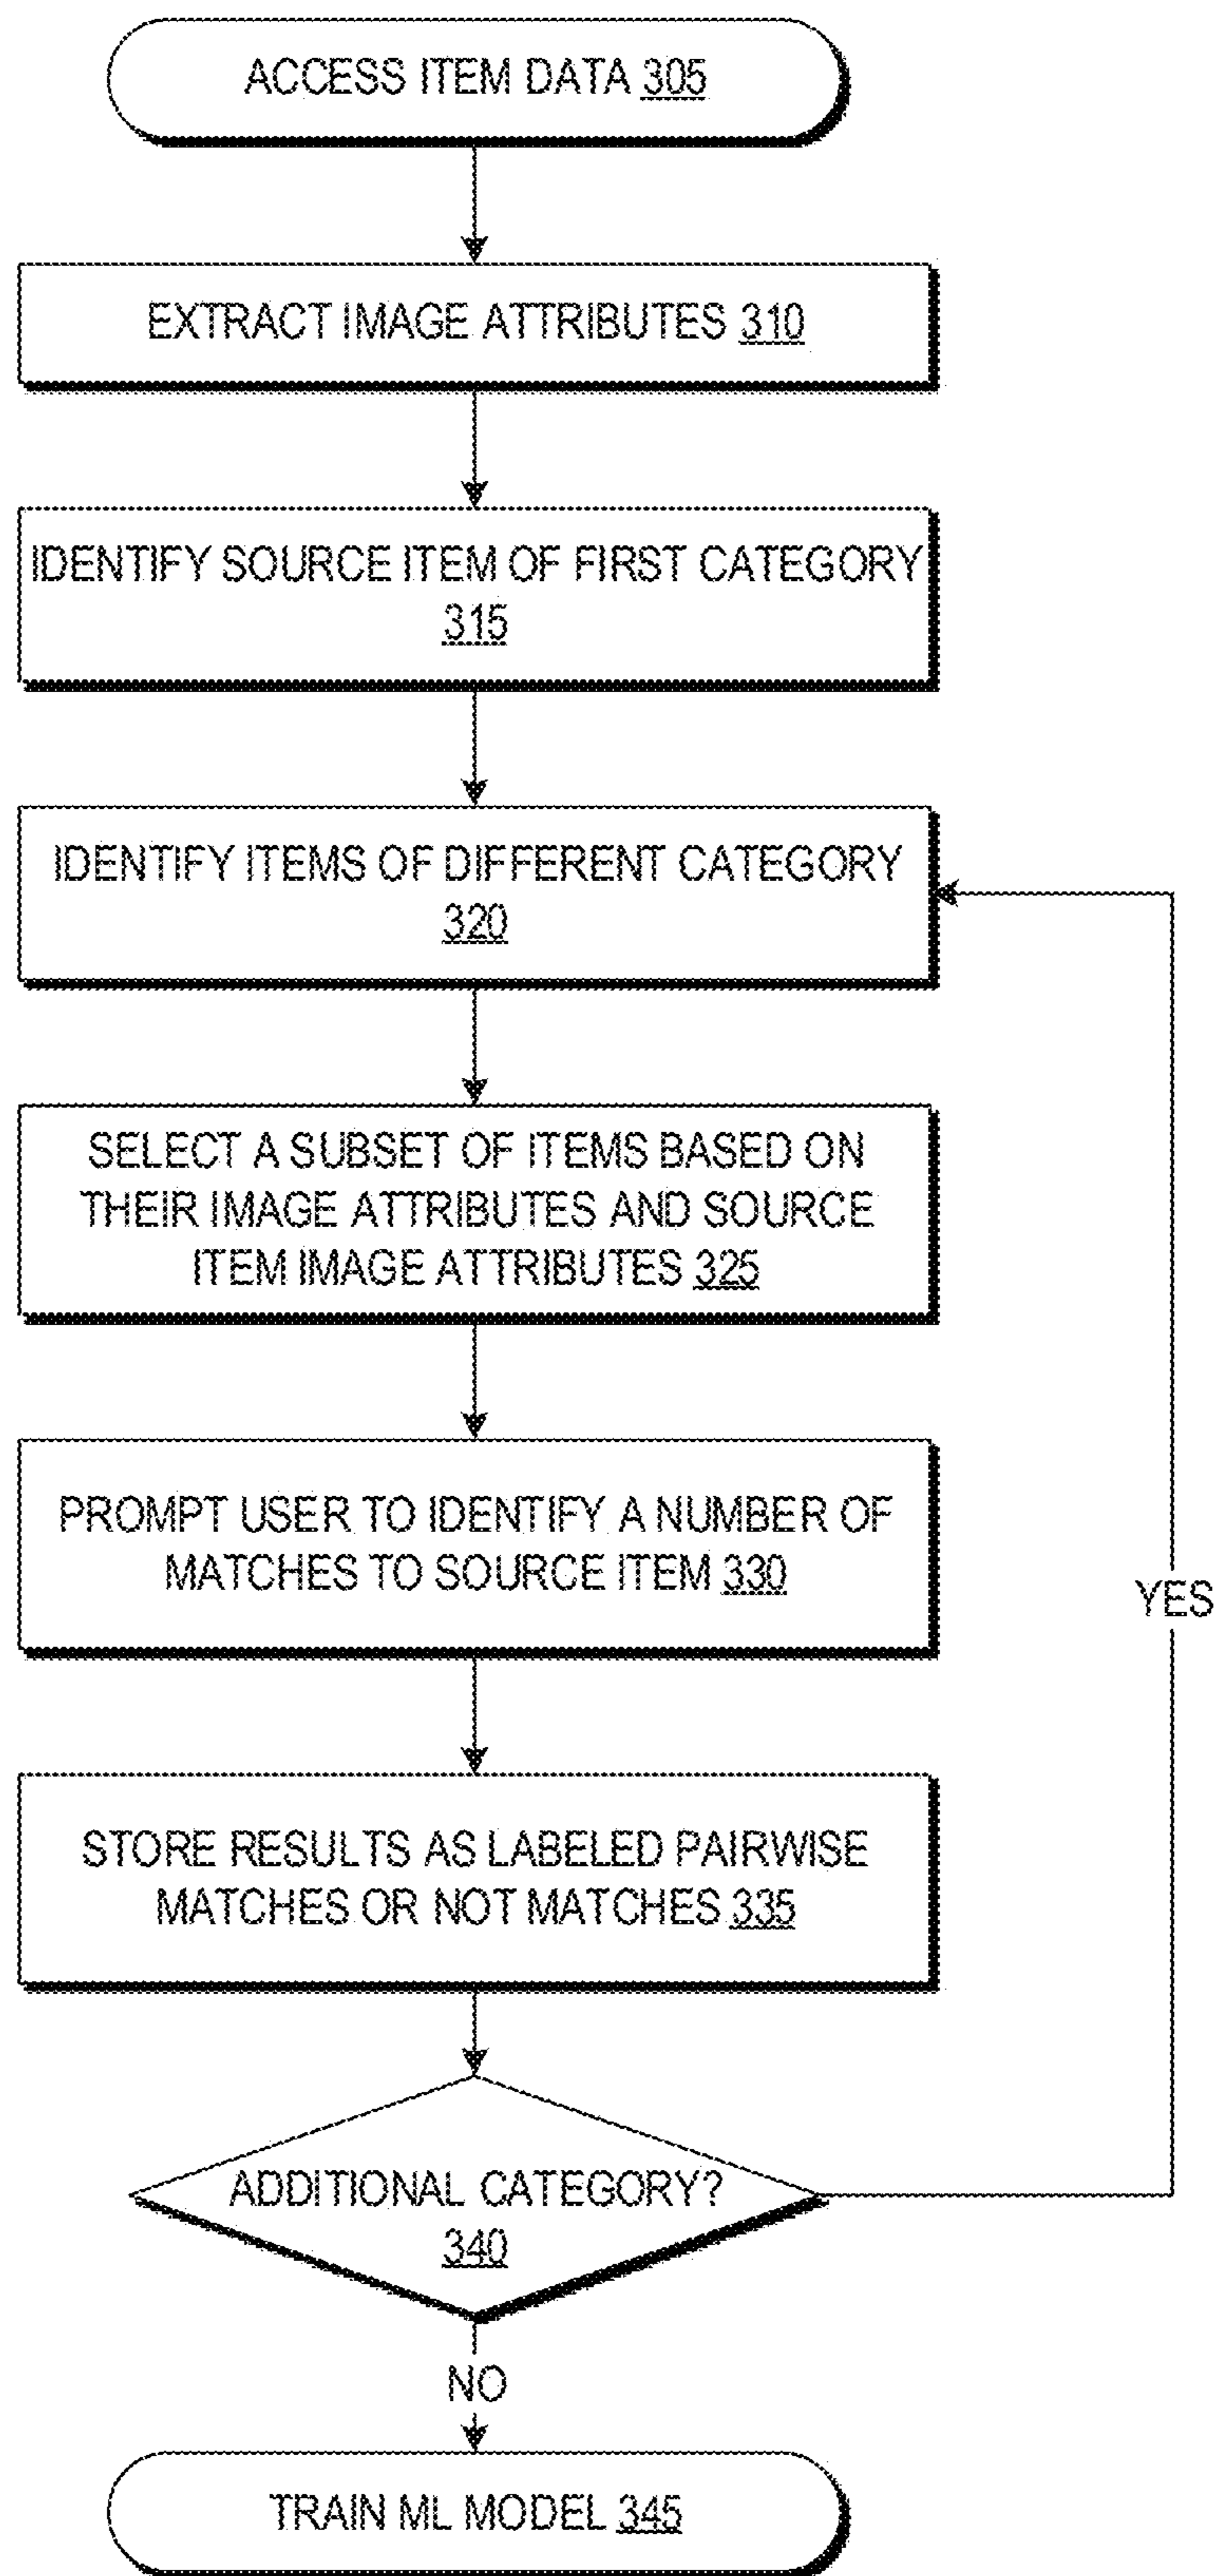 ACCESS ITEM DATA 305
EXTRACT IMAGE ATTRIBUTES 310
IDENTIFY SOURCE ITEM OF FIRST CATEGORY
315
IDENTIFY ITEMS OF DIFFERENT CATEGORY
320
SELECT A SUBSET OF ITEMS BASED ON
THEIR IMAGE ATTRIBUTES AND SOURCE
ITEM IMAGE ATTRIBUTES 325
PROMPT USER TO IDENTIFY A NUMBER OF
MATCHES TO SOURCE ITEM 330
YES
STORE RESULTS AS LABELED PAIRWISE
MATCHES OR NOT MATCHES 335
ADDITIONAL CATEGORY?
340
NO
TRAIN ML MODEL 345